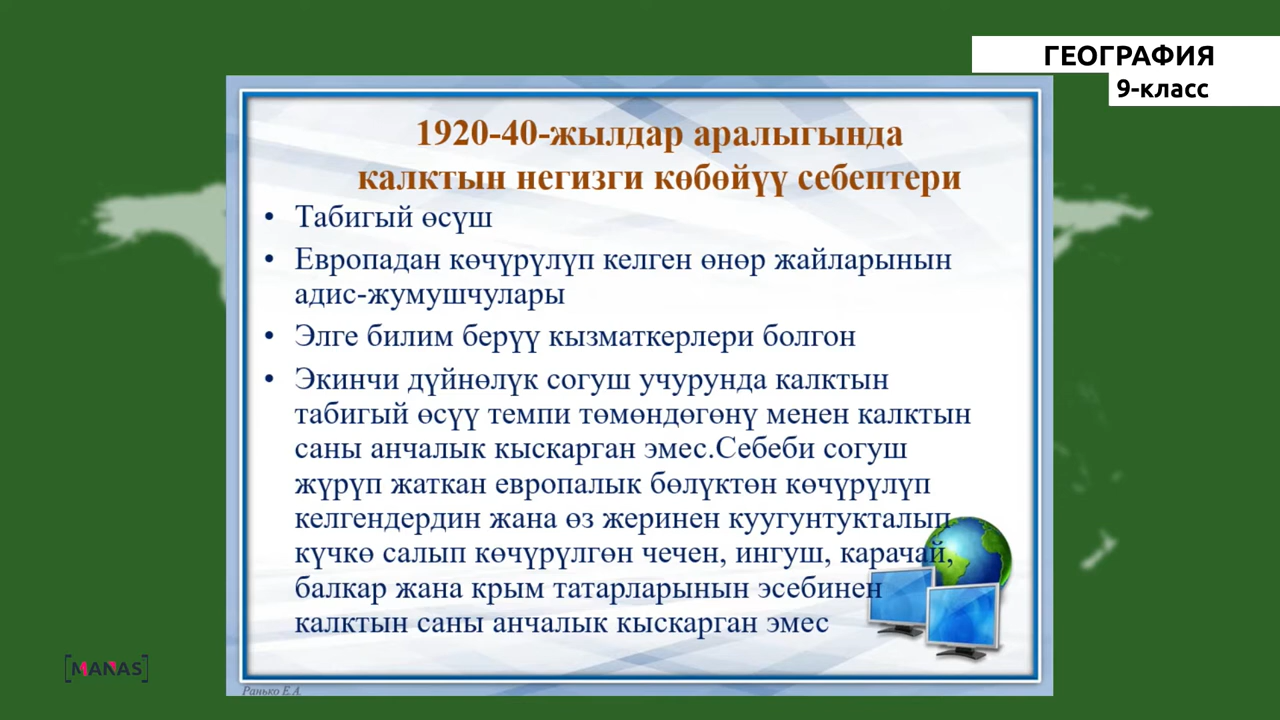 ГЕОГРАФИЯ
9-класс
1920-40-жылдар аралыгында
калктын негизги көбөйүү себептери
• Табигый өсүш
• Европадан көчүрүлүп келген өнөр жайларынын
адис-жумушчулары
• Элге билим берүү кызматкерлери болгон
• Экинчи дүйнөлүк согуш учурунда калктын
табигый өсүү темпи төмөндөгөнү менен калктын
саны анчалык кыскарган эмес.Себеби согуш
жүрүп жаткан европалык бөлүктөн көчүрүлүп
келгендердин жана өз жеринен куугунтукталып
күчкө салып көчүрүлгөн чечен, ингуш, карачай,
балкар жана крым татарларынын эсебинен
калктын саны анчалык кыскарган эмес
[MANAS]
Ранько Е.А.